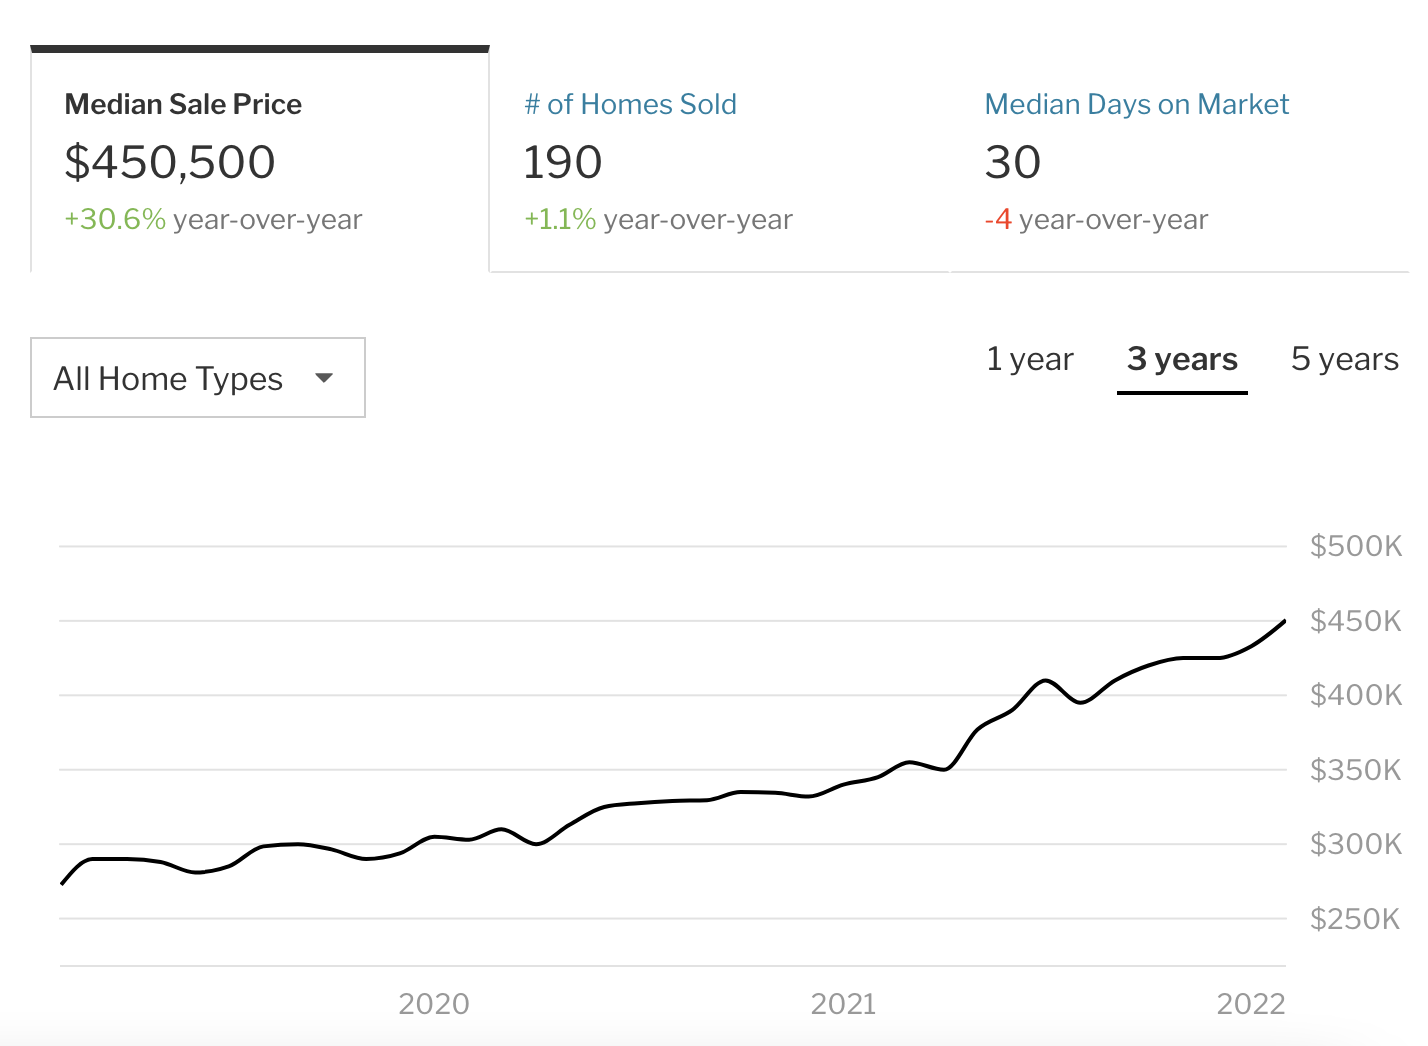 Median Sale Price
$450,500
+30.6% year-over-year
# of Homes Sold
190
+1.1% year-over-year
Median Days on Market
30
-4 year-over-year
All Home Types
1 year
3 years
5 years
$500K
$450K
$400K
$350K
$300K
$250K
2020
2021
2022